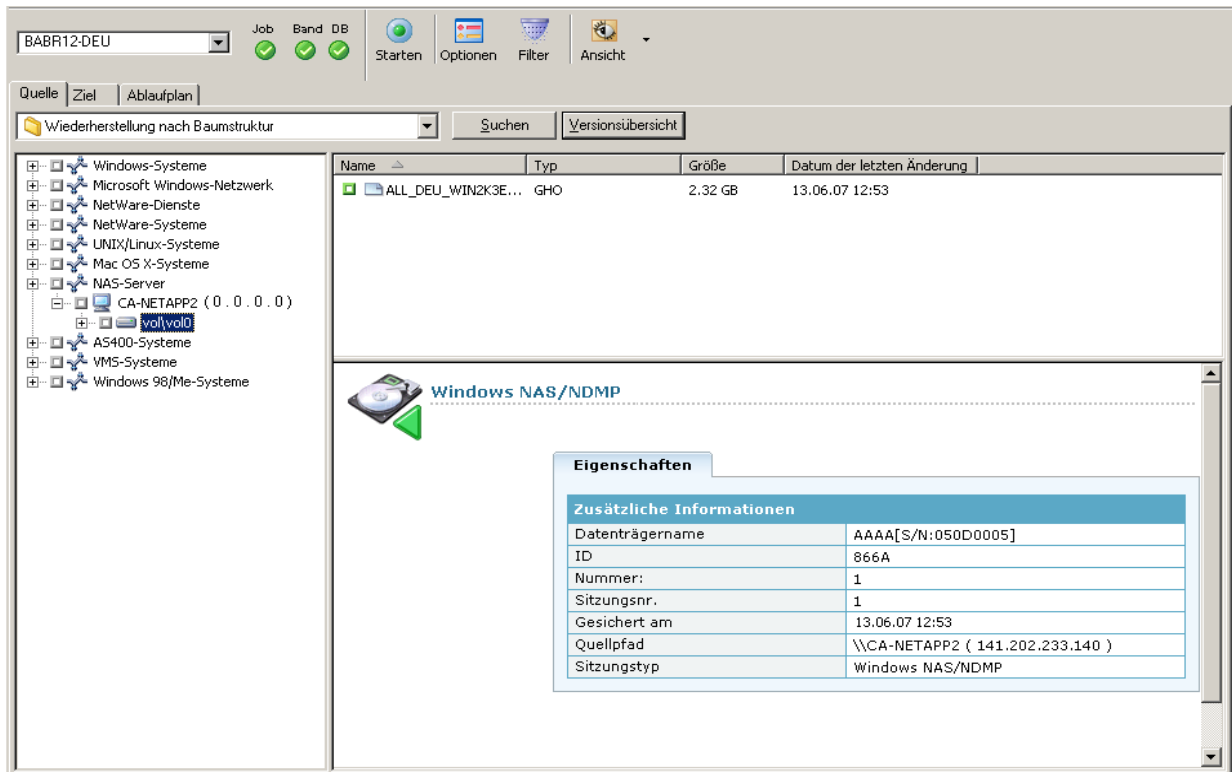 BABR12-DEU
Job Band DB
Starten Optionen Filter Ansicht
Quelle Ziel Ablaufplan
Wiederherstellung nach Baumstruktur Suchen Versionsübersicht
Windows-Systeme
Microsoft Windows-Netzwerk
NetWare-Dienste
NetWare-Systeme
UNIX/Linux-Systeme
Mac OS X-Systeme
NAS-Server
CA-NETAPP2 (0.0.0.0)
vol\vol0
AS400-Systeme
VMS-Systeme
Windows 98/Me-Systeme
Name Typ Größe Datum der letzten Änderung
ALL_DEU_WIN2K3E... GHO 2.32 GB 13.06.07 12:53
Windows NAS/NDMP
Eigenschaften
Zusätzliche Informationen
Datenträgername AAAA[S/N:050D0005]
ID 866A
Nummer: 1
Sitzungsnr. 1
Gesichert am 13.06.07 12:53
Quellpfad \\CA-NETAPP2 ( 141.202.233.140 )
Sitzungstyp Windows NAS/NDMP